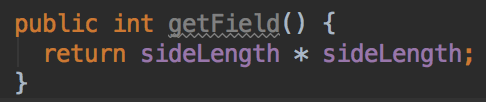 public int getField() {
return sideLength * sideLength;
}